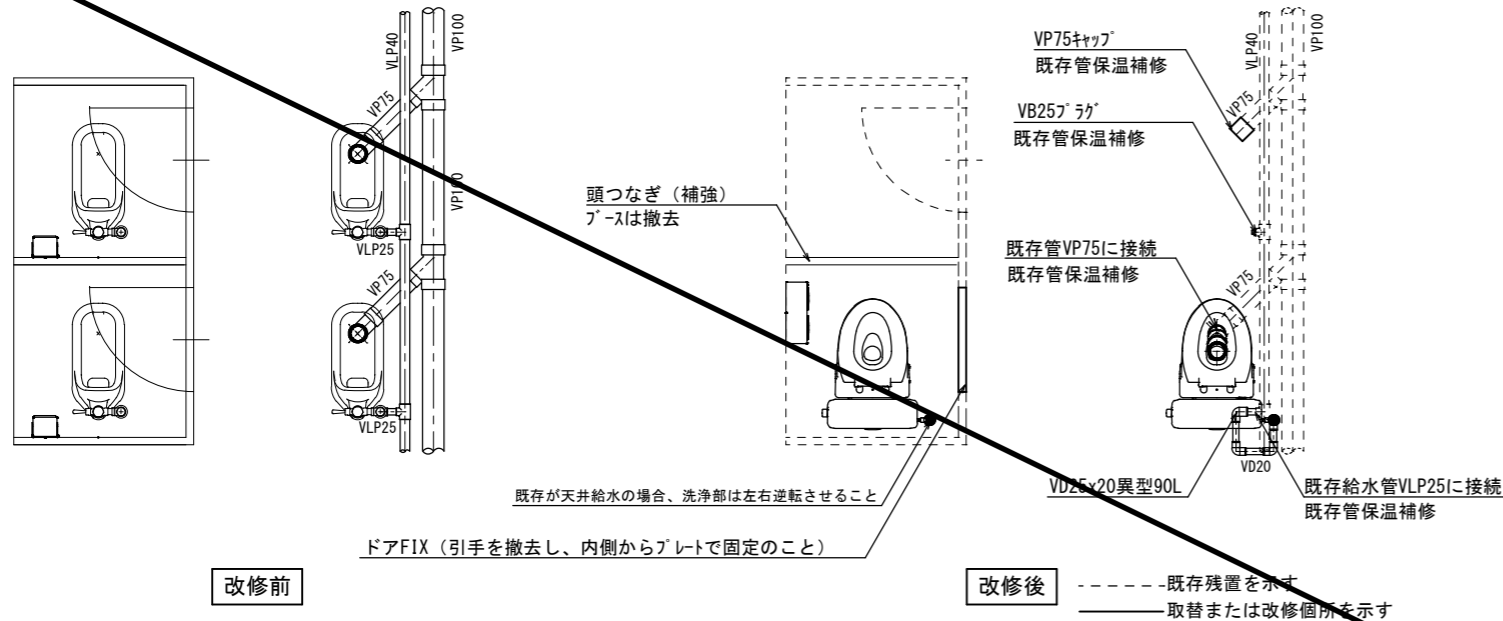 VLP40
VP100
VP75
VP100
VLP25
VP75
VLP25
改修前
頭つなぎ（補強）
ﾌﾞｰｽは撤去
既存が天井給水の場合、洗浄部は左右逆転させること
ドアFIX（引手を撤去し、内側からﾌﾟﾚｰﾄで固定のこと）
VP75ｷｬｯﾌﾟ
既存管保温補修
VB25ﾌﾟﾗｸﾞ
既存管保温補修
既存管VP75に接続
既存管保温補修
VLP40
VP100
VP75
VP75
VD20
VD25x20異型90L
既存給水管VLP25に接続
既存管保温補修
改修後
既存残置を示す
取替または改修個所を示す